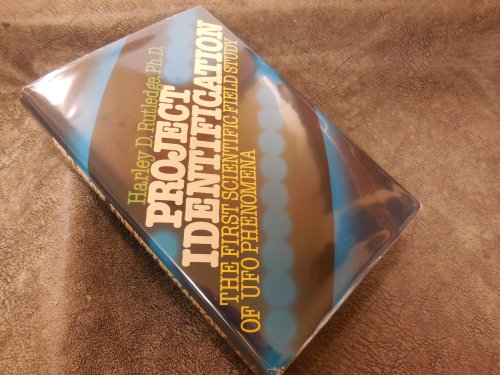 Harley D. Rutledge, Ph.D.
PROJECT
IDENTIFICATION
THE FIRST SCIENTIFIC FIELD STUDY
OF UFO PHENOMENA